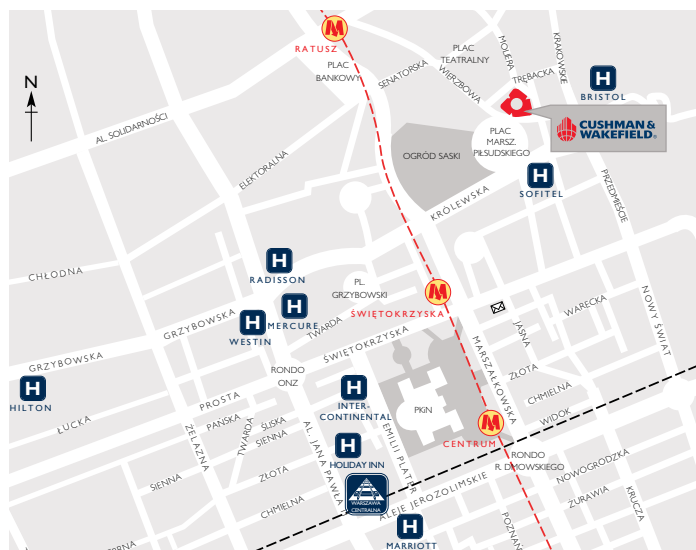 RATUSZ
PLAC
BANKOWY
SENATORSKA
PLAC
TEATRALNY
WIERZBOWA
MOLIERA
TRĘBACKA
KRAKOWSKIE
PRZEDMIEŚCIE
H
BRISTOL
CUSHMAN &
WAKEFIELD®
N
AL. SOLIDARNOŚCI
ELEKTORALNA
OGRÓD SASKI
PLAC
MARSZ.
PIŁSUDSKIEGO
H
SOFITEL
KRÓLEWSKA
CHŁODNA
H
RADISSON
PL.
GRZYBOWSKI
M
ŚWIĘTOKRZYSKA
H
MERCURE
H
WESTIN
GRZYBOWSKA
GRZYBOWSKA
TWARDA
ŚWIĘTOKRZYSKA
MARSZAŁKOWSKA
JASNA
WARECKA
NOWY ŚWIAT
RONDO
ONZ
H
HILTON
H
INTER-
CONTINENTAL
PKiN
ZŁOTA
CHMIELNA
WIDOK
ŁUCKA
PROSTA
PAŃSKA
ŚLISKA
SIENNA
SIENNA
ŻELAZNA
TWARDA
AL. JANA PAWŁA
EMILII PLATER
M
CENTRUM
H
HOLIDAY INN
RONDO
R. DMOWSKIEGO
ZŁOTA
CHMIELNA
WARSZAWA
CENTRALNA
ALEJE JEROZOLIMSKIE
NOWOGRODZKA
ŻURAWIA
KRUCZA
POZNAŃ
H
MARRIOTT
M